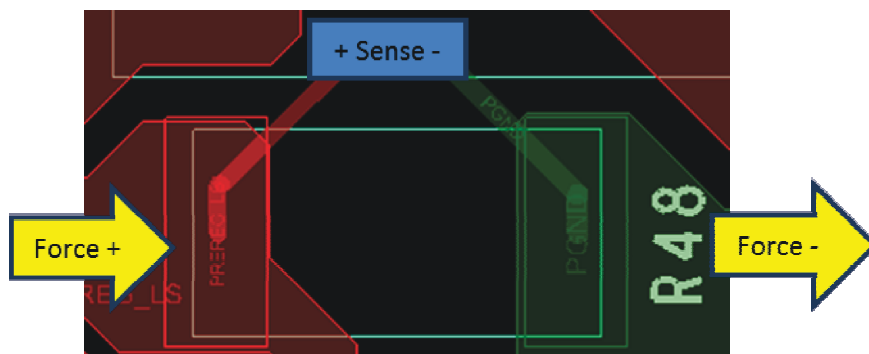 + Sense -
PGND
Force +
PREREG_LS
PGND
R48
Force -
REG_LS